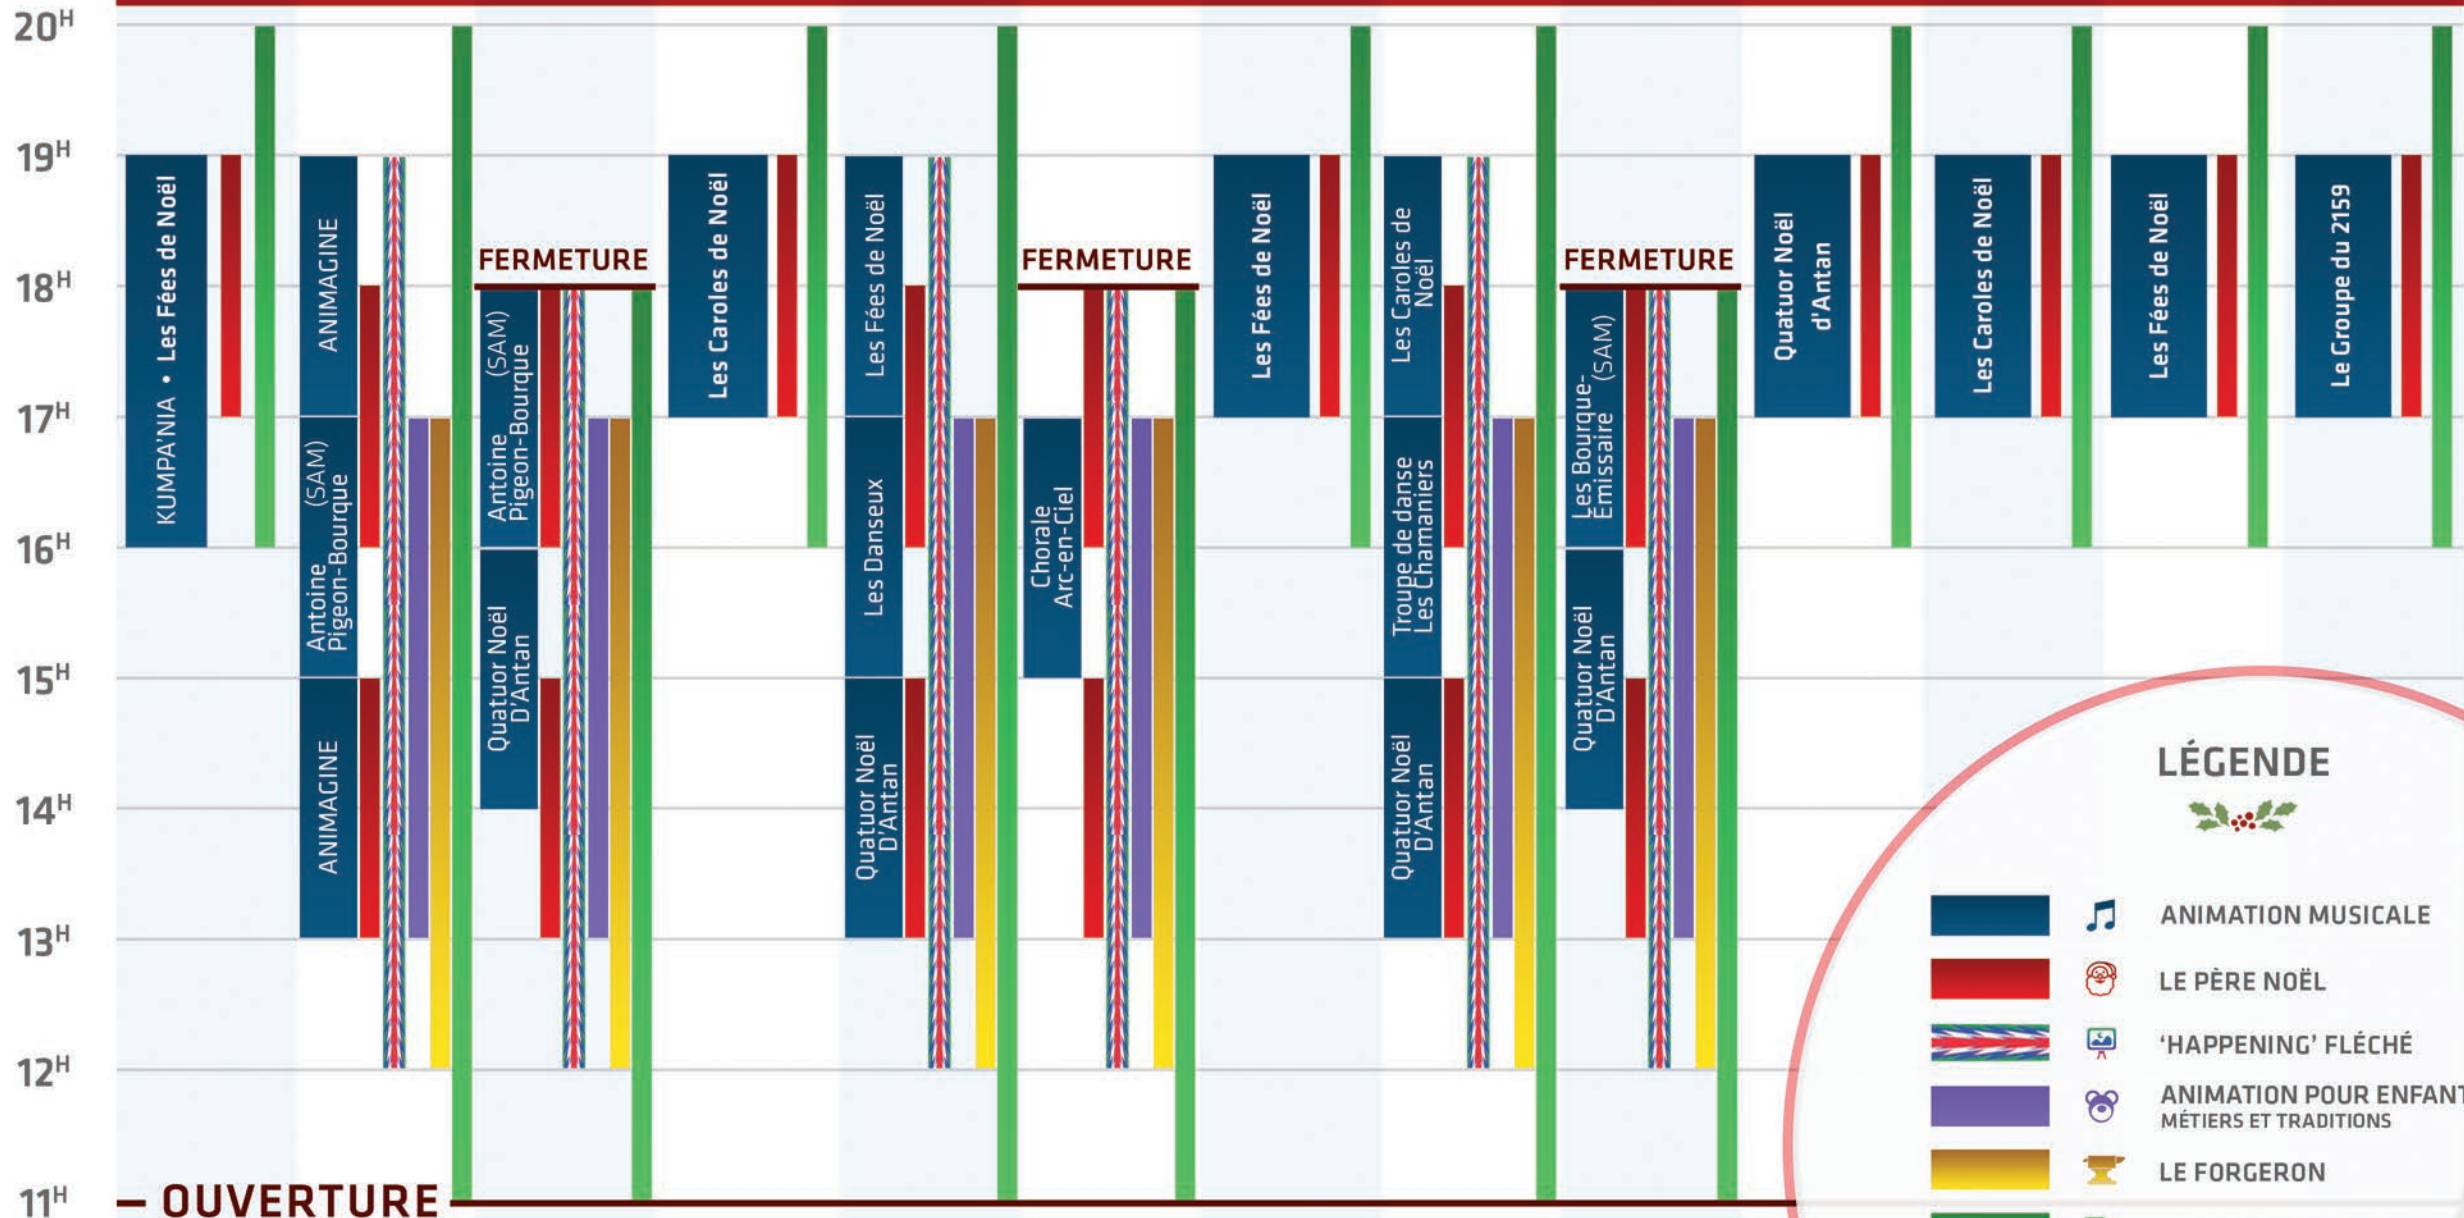 20H
19H
18H
17H
16H
15H
14H
13H
12H
11H
KUMPA'NIA • Les Fées de Noël
ANIMAGINE
Antoine (SAM)
Pigeon-Bourque
ANIMAGINE
FERMETURE
Antoine (SAM)
Pigeon-Bourque
Quatuor Noël
D'Antan
Les Caroles de Noël
Les Fées de Noël
Les Danseux
Quatuor Noël
D'Antan
FERMETURE
Chorale
Arc-en-Ciel
Les Fées de Noël
Les Caroles de
Noël
Troupe de danse
Les Chamaniers
Quatuor Noël
D'Antan
FERMETURE
Les Bourque-
Émissaire (SAM)
Quatuor Noël
D'Antan
Quatuor Noël
d'Antan
Les Caroles de Noël
Les Fées de Noël
Le Groupe du 2159
OUVERTURE
LÉGENDE
ANIMATION MUSICALE
LE PÈRE NOËL
'HAPPENING' FLÉCHÉ
ANIMATION POUR ENFANT
MÉTIERS ET TRADITIONS
LE FORGERON